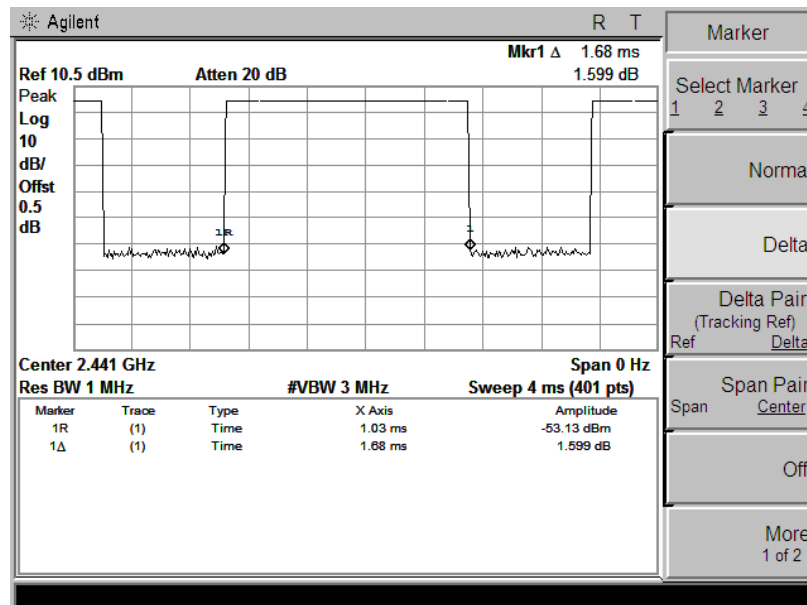 Agilent R T
Mkr1 Δ 1.68 ms
Ref 10.5 dBm Atten 20 dB 1.599 dB
Peak
Log
10
dB/
Offst
0.5
dB
1R
1
Center 2.441 GHz Span 0 Hz
Res BW 1 MHz #VBW 3 MHz Sweep 4 ms (401 pts)
Marker Trace Type X Axis Amplitude
1R (1) Time 1.03 ms -53.13 dBm
1Δ (1) Time 1.68 ms 1.599 dB
Marker
Select Marker
1 2 3 4
Norma
Delta
Delta Pair
(Tracking Ref)
Ref Delta
Span Pair
Span Center
Off
More
1 of 2